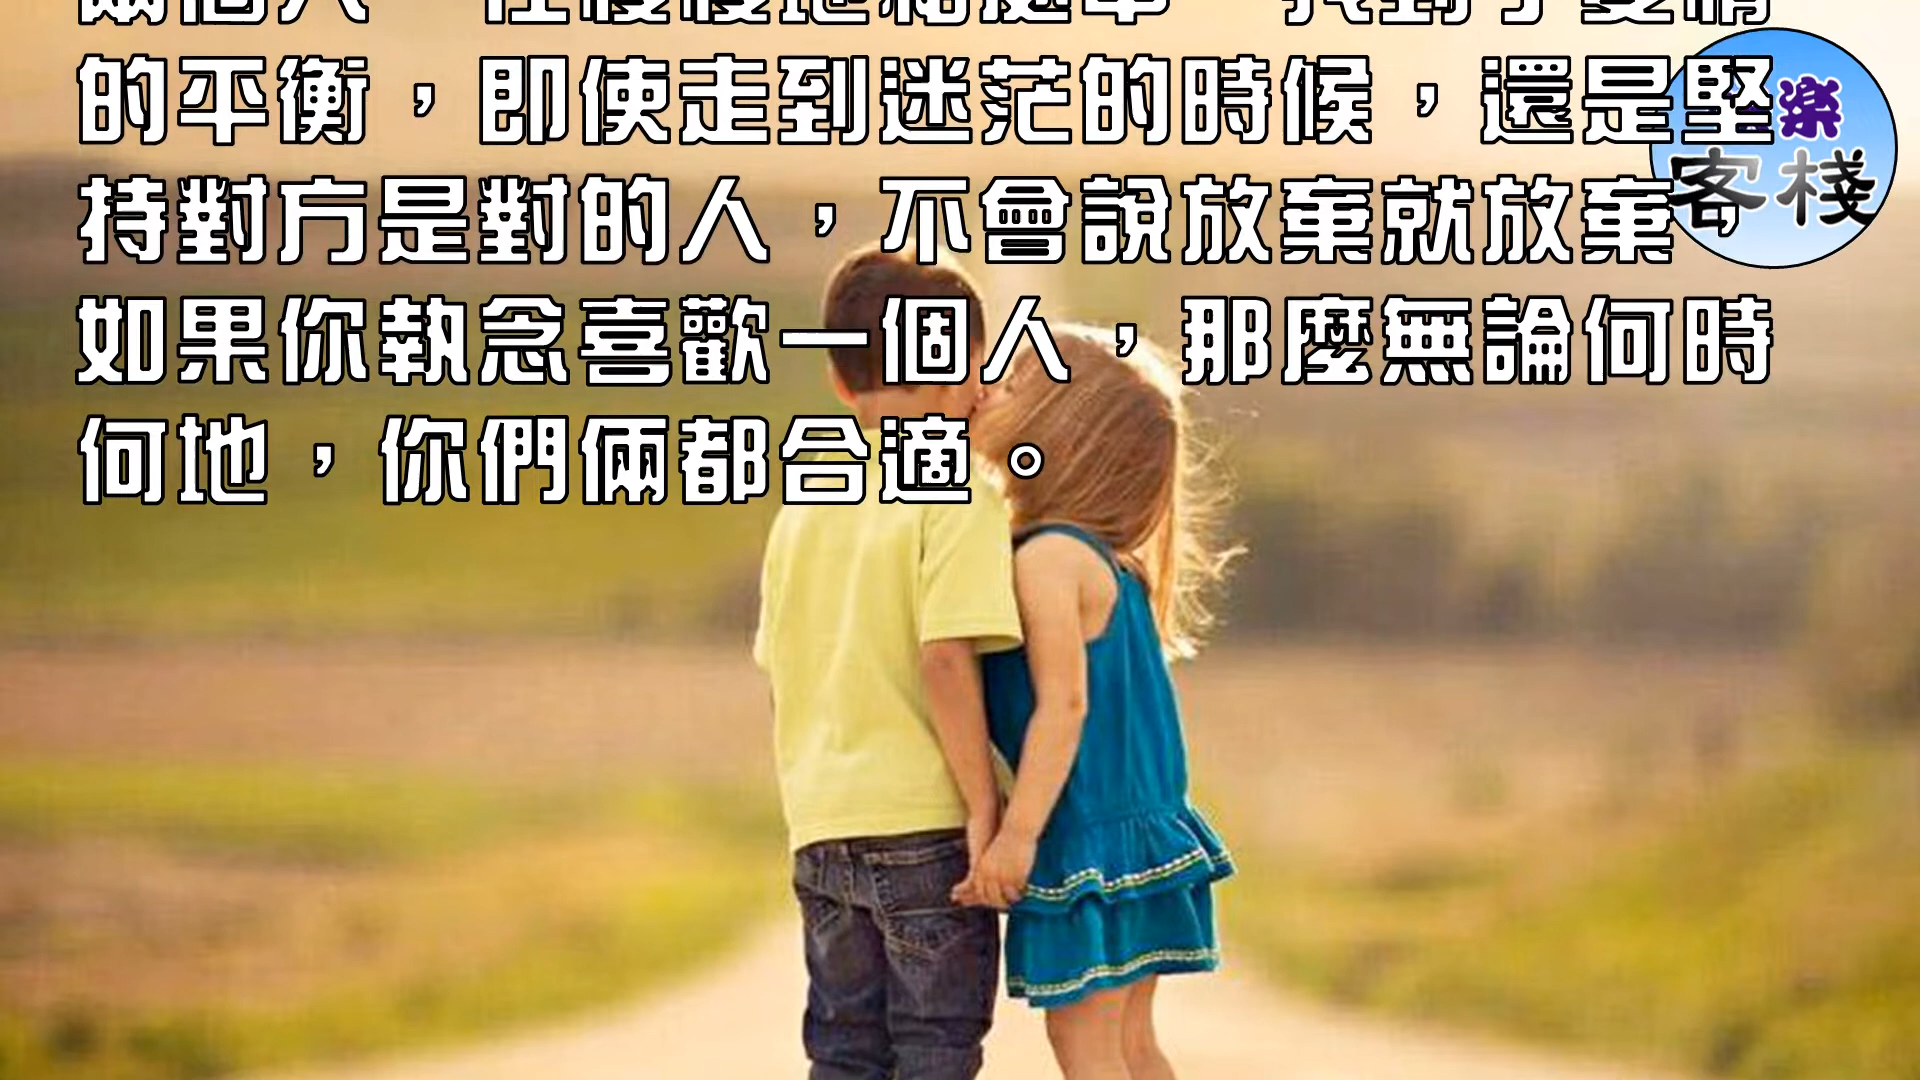 的平衡，即使走到迷茫的時候，還是堅
持對方是對的人，不會說放棄就放棄，
如果你執念喜歡一個人，那麼無論何時
何地，你們倆都合適。
楽
客棧